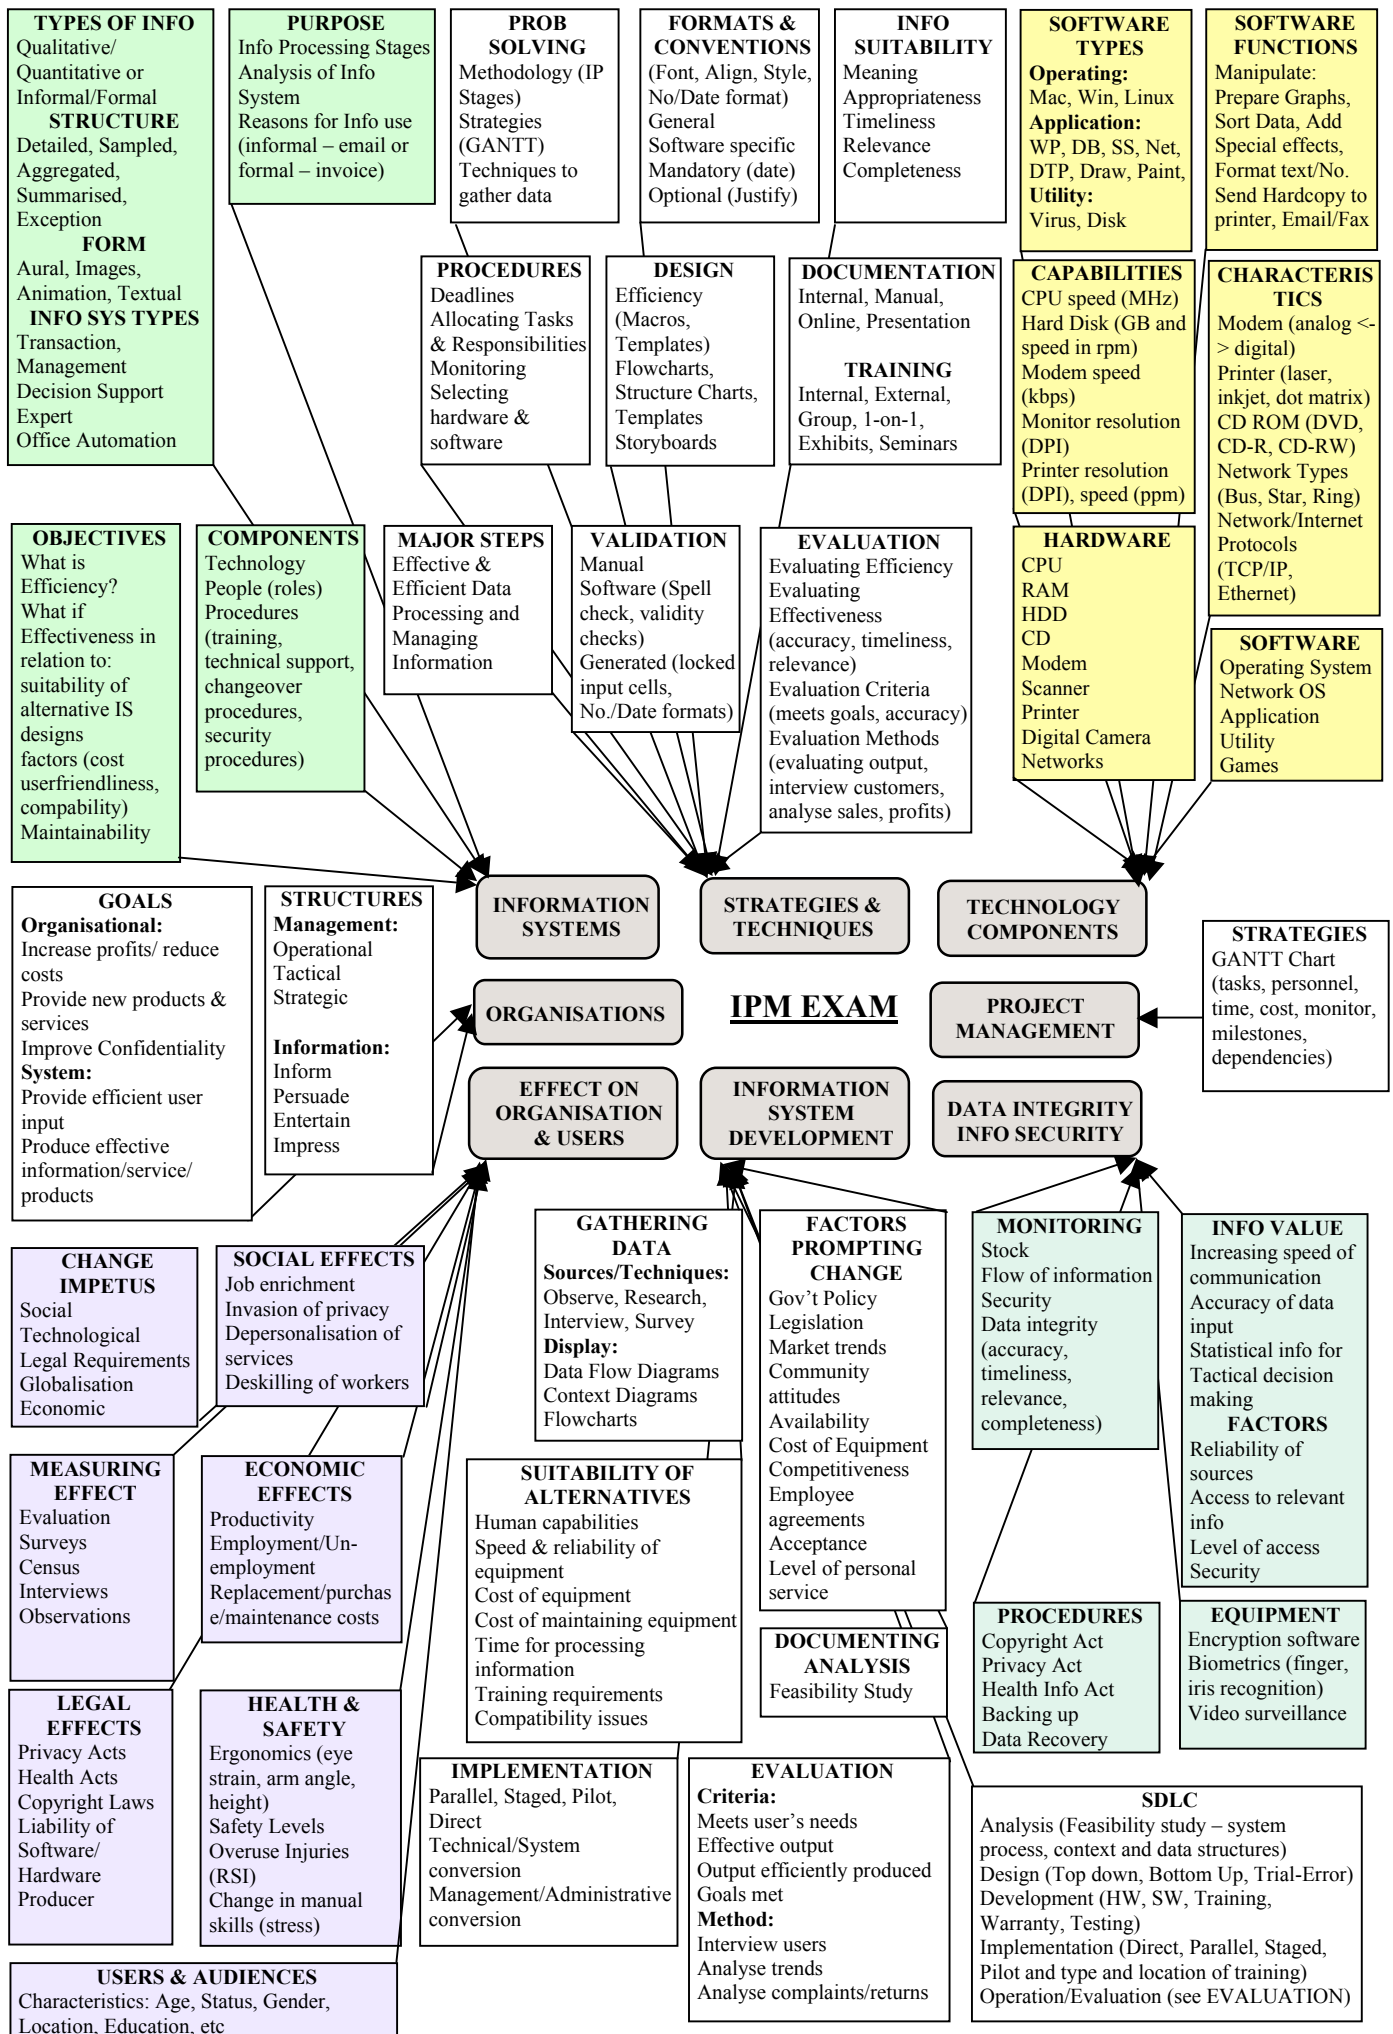 TYPES OF INFO
Qualitative/
Quantitative or
Informal/Formal
STRUCTURE
Detailed, Sampled,
Aggregated,
Summarised,
Exception
FORM
Aural, Images,
Animation, Textual
INFO SYS TYPES
Transaction,
Management
Decision Support
Expert
Office Automation
PURPOSE
Info Processing Stages
Analysis of Info
System
Reasons for Info use
(informal – email or
formal – invoice)
PROB
SOLVING
Methodology (IP
Stages)
Strategies
(GANTT)
Techniques to
gather data
FORMATS &
CONVENTIONS
(Font, Align, Style,
No/Date format)
General
Software specific
Mandatory (date)
Optional (Justify)
INFO
SUITABILITY
Meaning
Appropriateness
Timeliness
Relevance
Completeness
SOFTWARE
TYPES
Operating:
Mac, Win, Linux
Application:
WP, DB, SS, Net,
DTP, Draw, Paint,
Utility:
Virus, Disk
SOFTWARE
FUNCTIONS
Manipulate:
Prepare Graphs,
Sort Data, Add
Special effects,
Format text/No.
Send Hardcopy to
printer, Email/Fax
PROCEDURES
Deadlines
Allocating Tasks
& Responsibilities
Monitoring
Selecting
hardware &
software
DESIGN
Efficiency
(Macros,
Templates)
Flowcharts,
Structure Charts,
Templates
Storyboards
DOCUMENTATION
Internal, Manual,
Online, Presentation
TRAINING
Internal, External,
Group, 1-on-1,
Exhibits, Seminars
CAPABILITIES
CPU speed (MHz)
Hard Disk (GB and
speed in rpm)
Modem speed
(kbps)
Monitor resolution
(DPI)
Printer resolution
(DPI), speed (ppm)
CHARACTERIS
TICS
Modem (analog <-
> digital)
Printer (laser,
inkjet, dot matrix)
CD ROM (DVD,
CD-R, CD-RW)
Network Types
(Bus, Star, Ring)
Network/Internet
Protocols
(TCP/IP,
Ethernet)
OBJECTIVES
What is
Efficiency?
What if
Effectiveness in
relation to:
suitability of
alternative IS
designs
factors (cost
userfriendliness,
compability)
Maintainability
COMPONENTS
Technology
People (roles)
Procedures
(training,
technical support,
changeover
procedures,
security
procedures)
MAJOR STEPS
Effective &
Efficient Data
Processing and
Managing
Information
VALIDATION
Manual
Software (Spell
check, validity
checks)
Generated (locked
input cells,
No./Date formats)
EVALUATION
Evaluating Efficiency
Evaluating
Effectiveness
(accuracy, timeliness,
relevance)
Evaluation Criteria
(meets goals, accuracy)
Evaluation Methods
(evaluating output,
interview customers,
analyse sales, profits)
HARDWARE
CPU
RAM
HDD
CD
Modem
Scanner
Printer
Digital Camera
Networks
SOFTWARE
Operating System
Network OS
Application
Utility
Games
INFORMATION
SYSTEMS
STRATEGIES &
TECHNIQUES
TECHNOLOGY
COMPONENTS
GOALS
Organisational:
Increase profits/ reduce
costs
Provide new products &
services
Improve Confidentiality
System:
Provide efficient user
input
Produce effective
information/service/
products
STRUCTURES
Management:
Operational
Tactical
Strategic
Information:
Inform
Persuade
Entertain
Impress
ORGANISATIONS
IPM EXAM
PROJECT
MANAGEMENT
STRATEGIES
GANTT Chart
(tasks, personnel,
time, cost, monitor,
milestones,
dependencies)
EFFECT ON
ORGANISATION
& USERS
INFORMATION
SYSTEM
DEVELOPMENT
DATA INTEGRITY
INFO SECURITY
CHANGE
IMPETUS
Social
Technological
Legal Requirements
Globalisation
Economic
SOCIAL EFFECTS
Job enrichment
Invasion of privacy
Depersonalisation of
services
Deskilling of workers
GATHERING
DATA
Sources/Techniques:
Observe, Research,
Interview, Survey
Display:
Data Flow Diagrams
Context Diagrams
Flowcharts
FACTORS
PROMPTING
CHANGE
Gov't Policy
Legislation
Market trends
Community
attitudes
Availability
Cost of Equipment
Competitiveness
Employee
agreements
Acceptance
Level of personal
service
MONITORING
Stock
Flow of information
Security
Data integrity
(accuracy,
timeliness,
relevance,
completeness)
INFO VALUE
Increasing speed of
communication
Accuracy of data
input
Statistical info for
Tactical decision
making
FACTORS
Reliability of
sources
Access to relevant
info
Level of access
Security
MEASURING
EFFECT
Evaluation
Surveys
Census
Interviews
Observations
ECONOMIC
EFFECTS
Productivity
Employment/Un-
employment
Replacement/purchas
e/maintenance costs
SUITABILITY OF
ALTERNATIVES
Human capabilities
Speed & reliability of
equipment
Cost of equipment
Cost of maintaining equipment
Time for processing
information
Training requirements
Compatibility issues
DOCUMENTING
ANALYSIS
Feasibility Study
PROCEDURES
Copyright Act
Privacy Act
Health Info Act
Backing up
Data Recovery
EQUIPMENT
Encryption software
Biometrics (finger,
iris recognition)
Video surveillance
LEGAL
EFFECTS
Privacy Acts
Health Acts
Copyright Laws
Liability of
Software/
Hardware
Producer
HEALTH &
SAFETY
Ergonomics (eye
strain, arm angle,
height)
Safety Levels
Overuse Injuries
(RSI)
Change in manual
skills (stress)
IMPLEMENTATION
Parallel, Staged, Pilot,
Direct
Technical/System
conversion
Management/Administrative
conversion
EVALUATION
Criteria:
Meets user's needs
Effective output
Output efficiently produced
Goals met
Method:
Interview users
Analyse trends
Analyse complaints/returns
SDLC
Analysis (Feasibility study – system
process, context and data structures)
Design (Top down, Bottom Up, Trial-Error)
Development (HW, SW, Training,
Warranty, Testing)
Implementation (Direct, Parallel, Staged,
Pilot and type and location of training)
Operation/Evaluation (see EVALUATION)
USERS & AUDIENCES
Characteristics: Age, Status, Gender,
Location, Education, etc